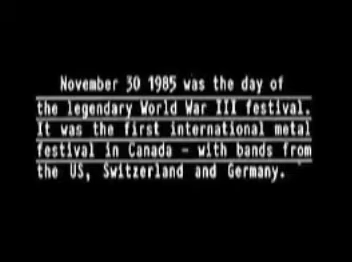 November 30 1985 was the day of
the legendary World War III festival.
It was the first international metal
festival in Canada - with bands from
the US, Switzerland and Germany.